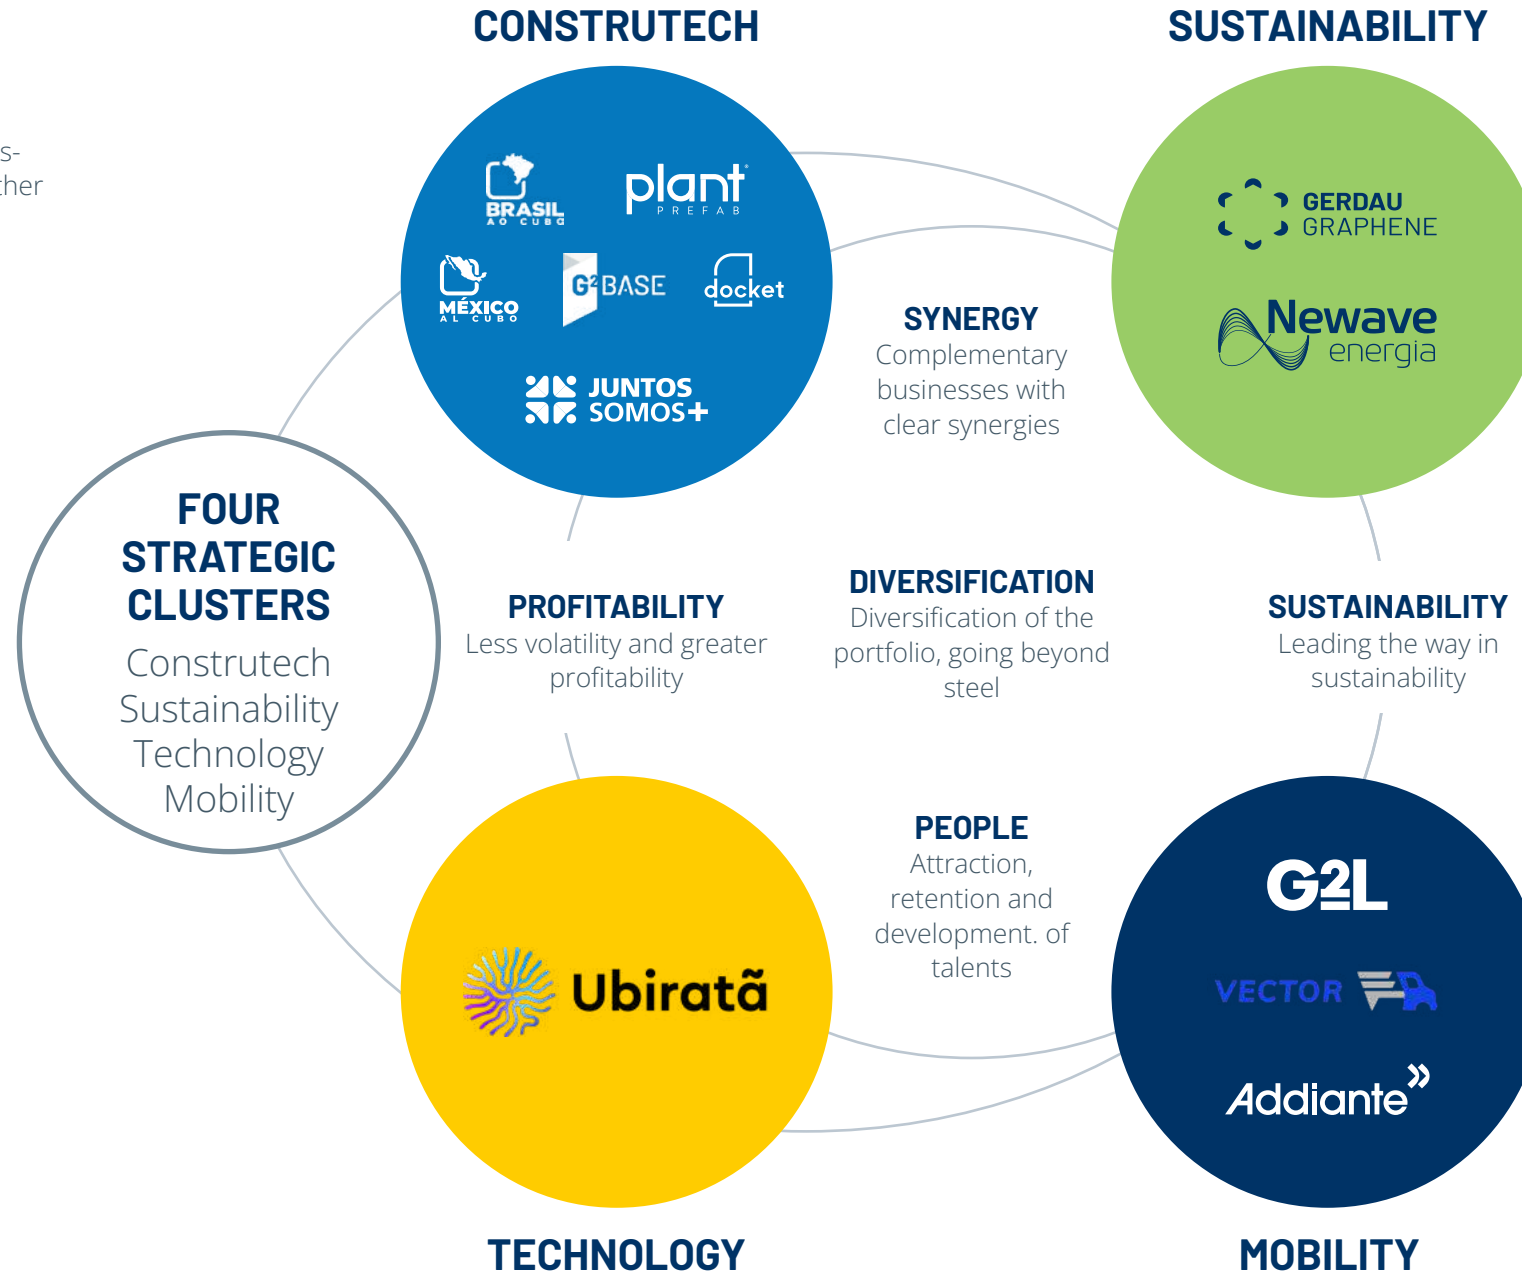 CONSTRUTECH
SUSTAINABILITY
s-
ther
BRASIL
AO CUBO
plant
PREFAB
MÉXICO
AL CUBO
G²BASE
docket
JUNTOS
SOMOS+
GERDAU
GRAPHENE
Newave
energia
SYNERGY
Complementary
businesses with
clear synergies
FOUR
STRATEGIC
CLUSTERS
Construtech
Sustainability
Technology
Mobility
PROFITABILITY
Less volatility and greater
profitability
DIVERSIFICATION
Diversification of the
portfolio, going beyond
steel
SUSTAINABILITY
Leading the way in
sustainability
PEOPLE
Attraction,
retention and
development. of
talents
Ubiratã
G2L
VECTOR
Addiante
TECHNOLOGY
MOBILITY